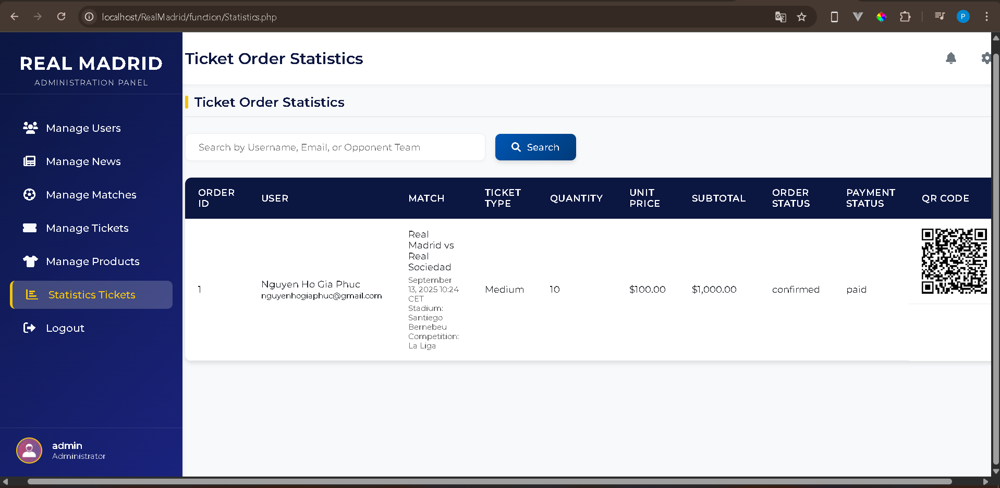 localhost/RealMadrid/function/Statistics.php
P
REAL MADRID
ADMINISTRATION PANEL
Manage Users
Manage News
Manage Matches
Manage Tickets
Manage Products
Statistics Tickets
Logout
admin
Administrator
Ticket Order Statistics
Ticket Order Statistics
Search by Username, Email, or Opponent Team
Search
ORDER ID
USER
MATCH
TICKET TYPE
QUANTITY
UNIT PRICE
SUBTOTAL
ORDER STATUS
PAYMENT STATUS
QR CODE
1
Nguyen Ho Gia Phuc
nguyenhogiaphuc@gmail.com
Real
Madrid vs
Real
Sociedad
September
13, 2025 10:24
CET
Stadium:
Santiego
Bernebeu
Competition:
La Liga
Medium
10
$100.00
$1,000.00
confirmed
paid